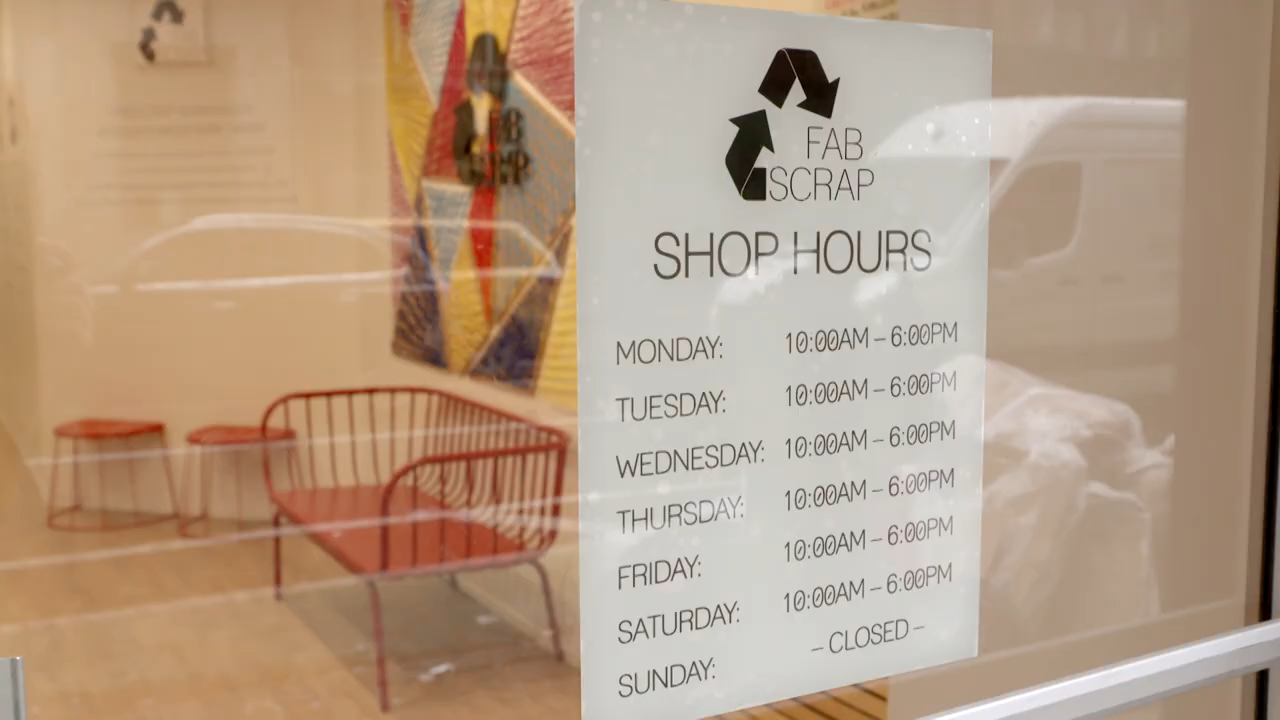 FAB
SCRAP
SHOP HOURS
MONDAY: 10:00AM – 6:00PM
TUESDAY: 10:00AM – 6:00PM
WEDNESDAY: 10:00AM – 6:00PM
THURSDAY: 10:00AM – 6:00PM
FRIDAY: 10:00AM – 6:00PM
SATURDAY: 10:00AM – 6:00PM
SUNDAY: – CLOSED –